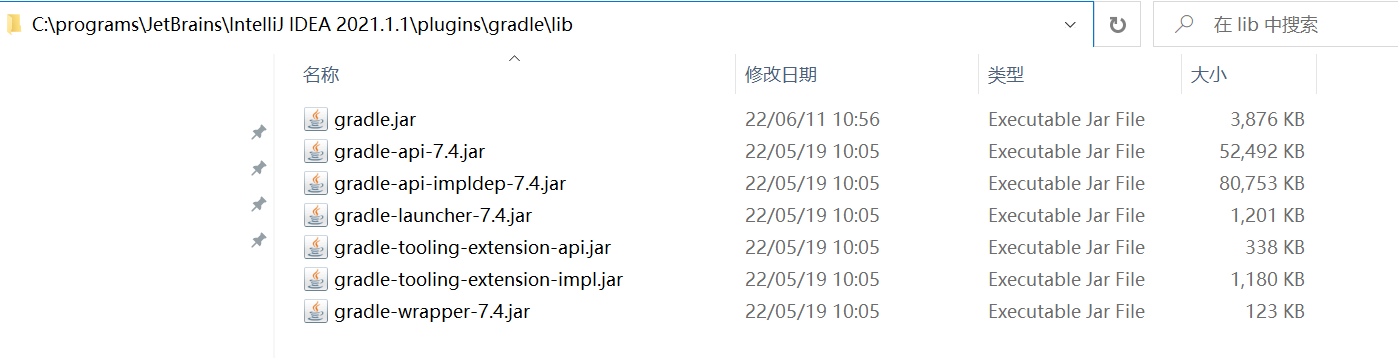 C:\programs\JetBrains\IntelliJ IDEA 2021.1.1\plugins\gradle\lib 在 lib 中搜索
名称 修改日期 类型 大小
gradle.jar 22/06/11 10:56 Executable Jar File 3,876 KB
gradle-api-7.4.jar 22/05/19 10:05 Executable Jar File 52,492 KB
gradle-api-impldep-7.4.jar 22/05/19 10:05 Executable Jar File 80,753 KB
gradle-launcher-7.4.jar 22/05/19 10:05 Executable Jar File 1,201 KB
gradle-tooling-extension-api.jar 22/05/19 10:05 Executable Jar File 338 KB
gradle-tooling-extension-impl.jar 22/05/19 10:05 Executable Jar File 1,180 KB
gradle-wrapper-7.4.jar 22/05/19 10:05 Executable Jar File 123 KB